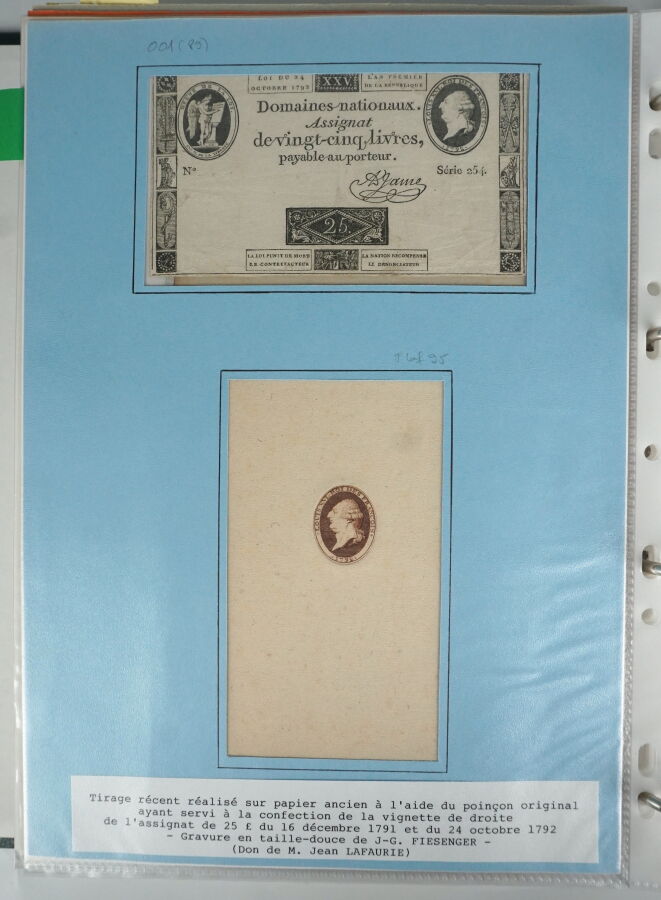 001 (85)
LOI DU 24
OCTOBRE 1792
XXV
L'AN PREMIER
DE LA RÉPUBLIQUE
Domaines nationaux.
Assignat
de vingt-cinq livres,
payable au porteur.
N°
Série 254.
A Jame
25.
LA LOI PUNIT DE MORT
LE CONTREFACTEUR
LA NATION RECOMPENSE
LE DENONCIATEUR
Tirage récent réalisé sur papier ancien à l'aide du poinçon original
ayant servi à la confection de la vignette de droite
de l'assignat de 25 £ du 16 décembre 1791 et du 24 octobre 1792
- Gravure en taille-douce de J-G. FIESENGER -
(Don de M. Jean LAFAURIE)